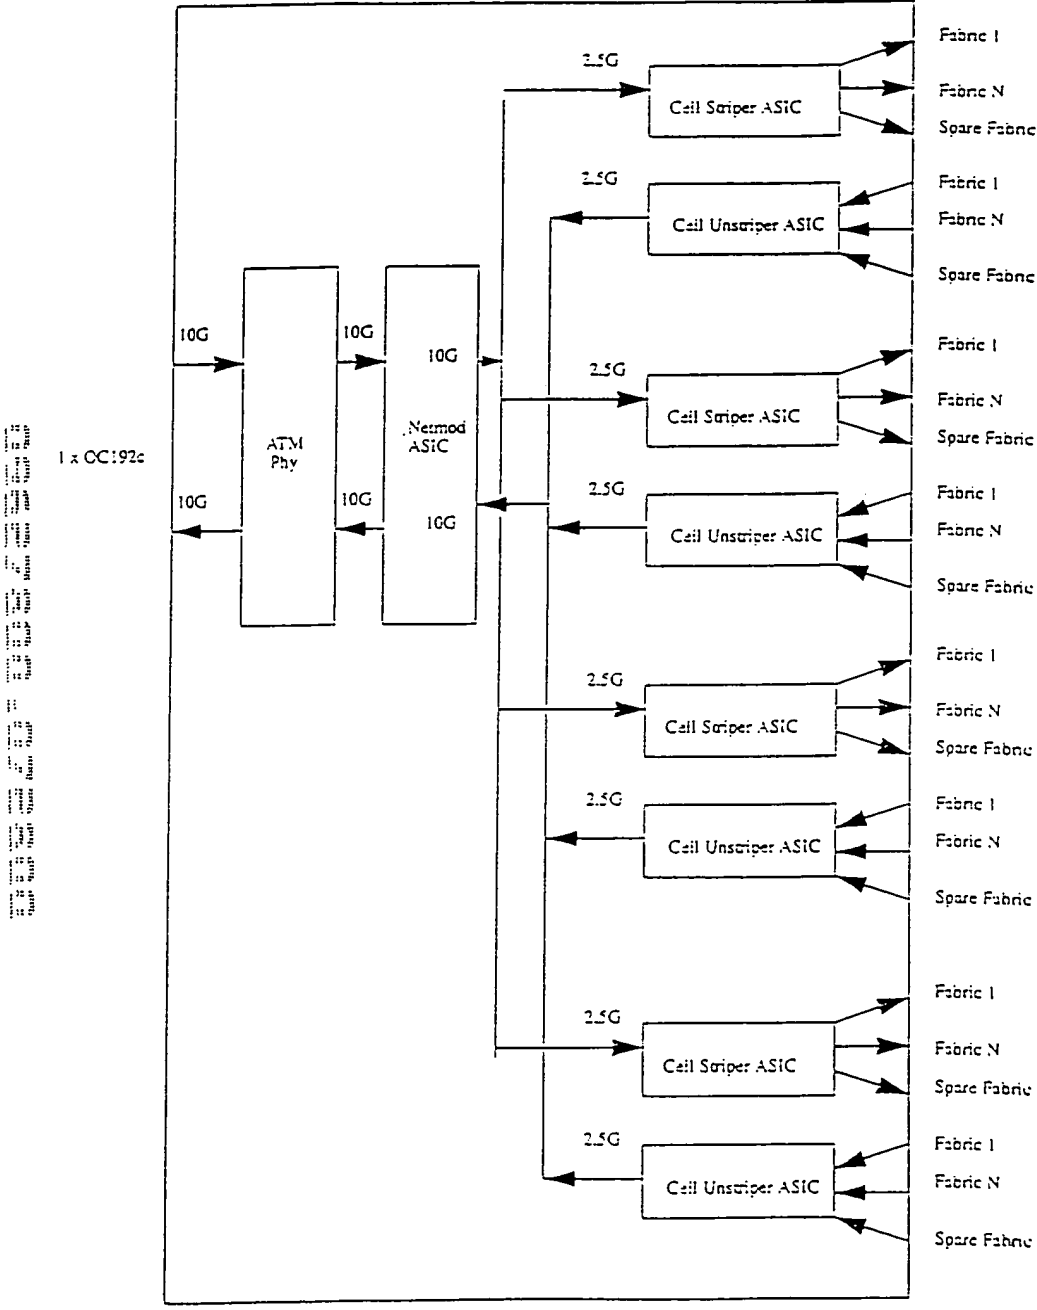 2.5G
Cell Striper ASIC
Fabric 1
Fabric N
Spare Fabric
2.5G
Cell Unstriper ASIC
Fabric 1
Fabric N
Spare Fabric
10G
10G
10G
1 x OC192c
ATM
Phy
Netmod
ASIC
10G
10G
10G
2.5G
Cell Striper ASIC
Fabric 1
Fabric N
Spare Fabric
2.5G
Cell Unstriper ASIC
Fabric 1
Fabric N
Spare Fabric
2.5G
Cell Striper ASIC
Fabric 1
Fabric N
Spare Fabric
2.5G
Cell Unstriper ASIC
Fabric 1
Fabric N
Spare Fabric
2.5G
Cell Striper ASIC
Fabric 1
Fabric N
Spare Fabric
2.5G
Cell Unstriper ASIC
Fabric 1
Fabric N
Spare Fabric